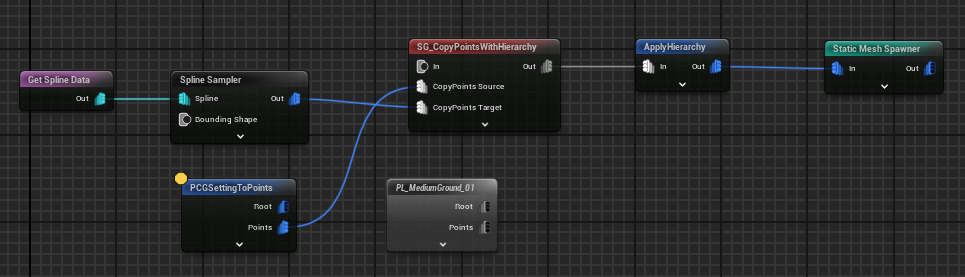 Get Spline Data
Out
Spline Sampler
Spline
Out
Bounding Shape
SG_CopyPointsWithHierarchy
In
Out
CopyPoints Source
CopyPoints Target
ApplyHierarchy
In
Out
Static Mesh Spawner
In
Out
PCGSettingToPoints
Root
Points
PL_MediumGround_01
Root
Points